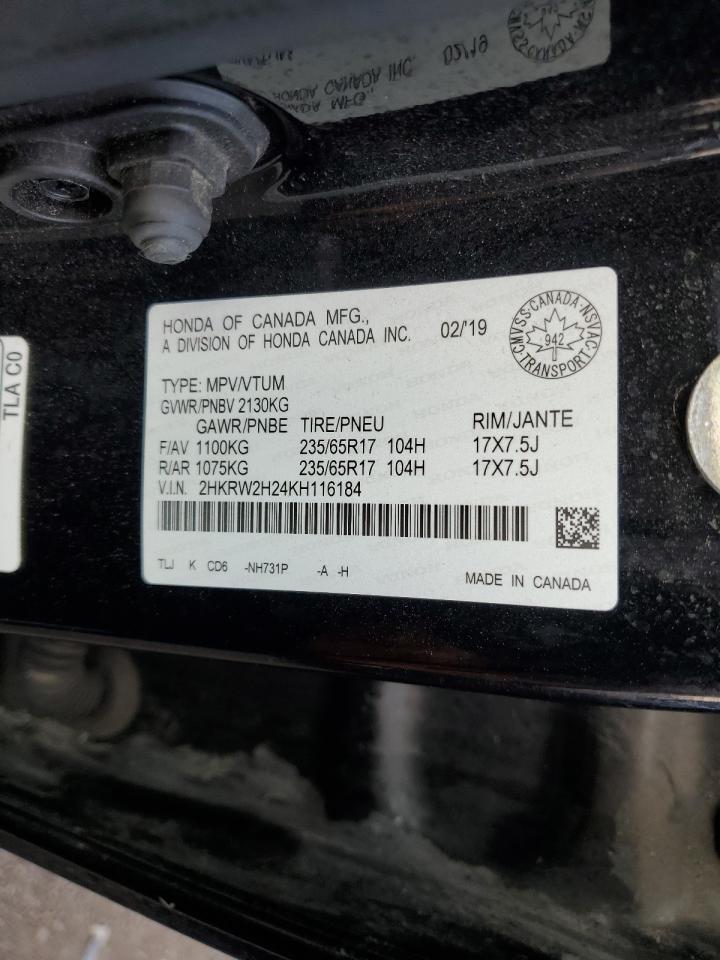 HONDA OF CANADA MFG.,
A DIVISION OF HONDA CANADA INC. 02/'19
CMVSS · CANADA · NSVAC
942
TRANSPORT
TYPE: MPV/VTUM
GVWR/PNBV 2130KG
GAWR/PNBE TIRE/PNEU RIM/JANTE
F/AV 1100KG 235/65R17 104H 17X7.5J
R/AR 1075KG 235/65R17 104H 17X7.5J
V.I.N. 2HKRW2H24KH116184
TLJ K CD6 -NH731P -A -H
MADE IN CANADA
TLA C0